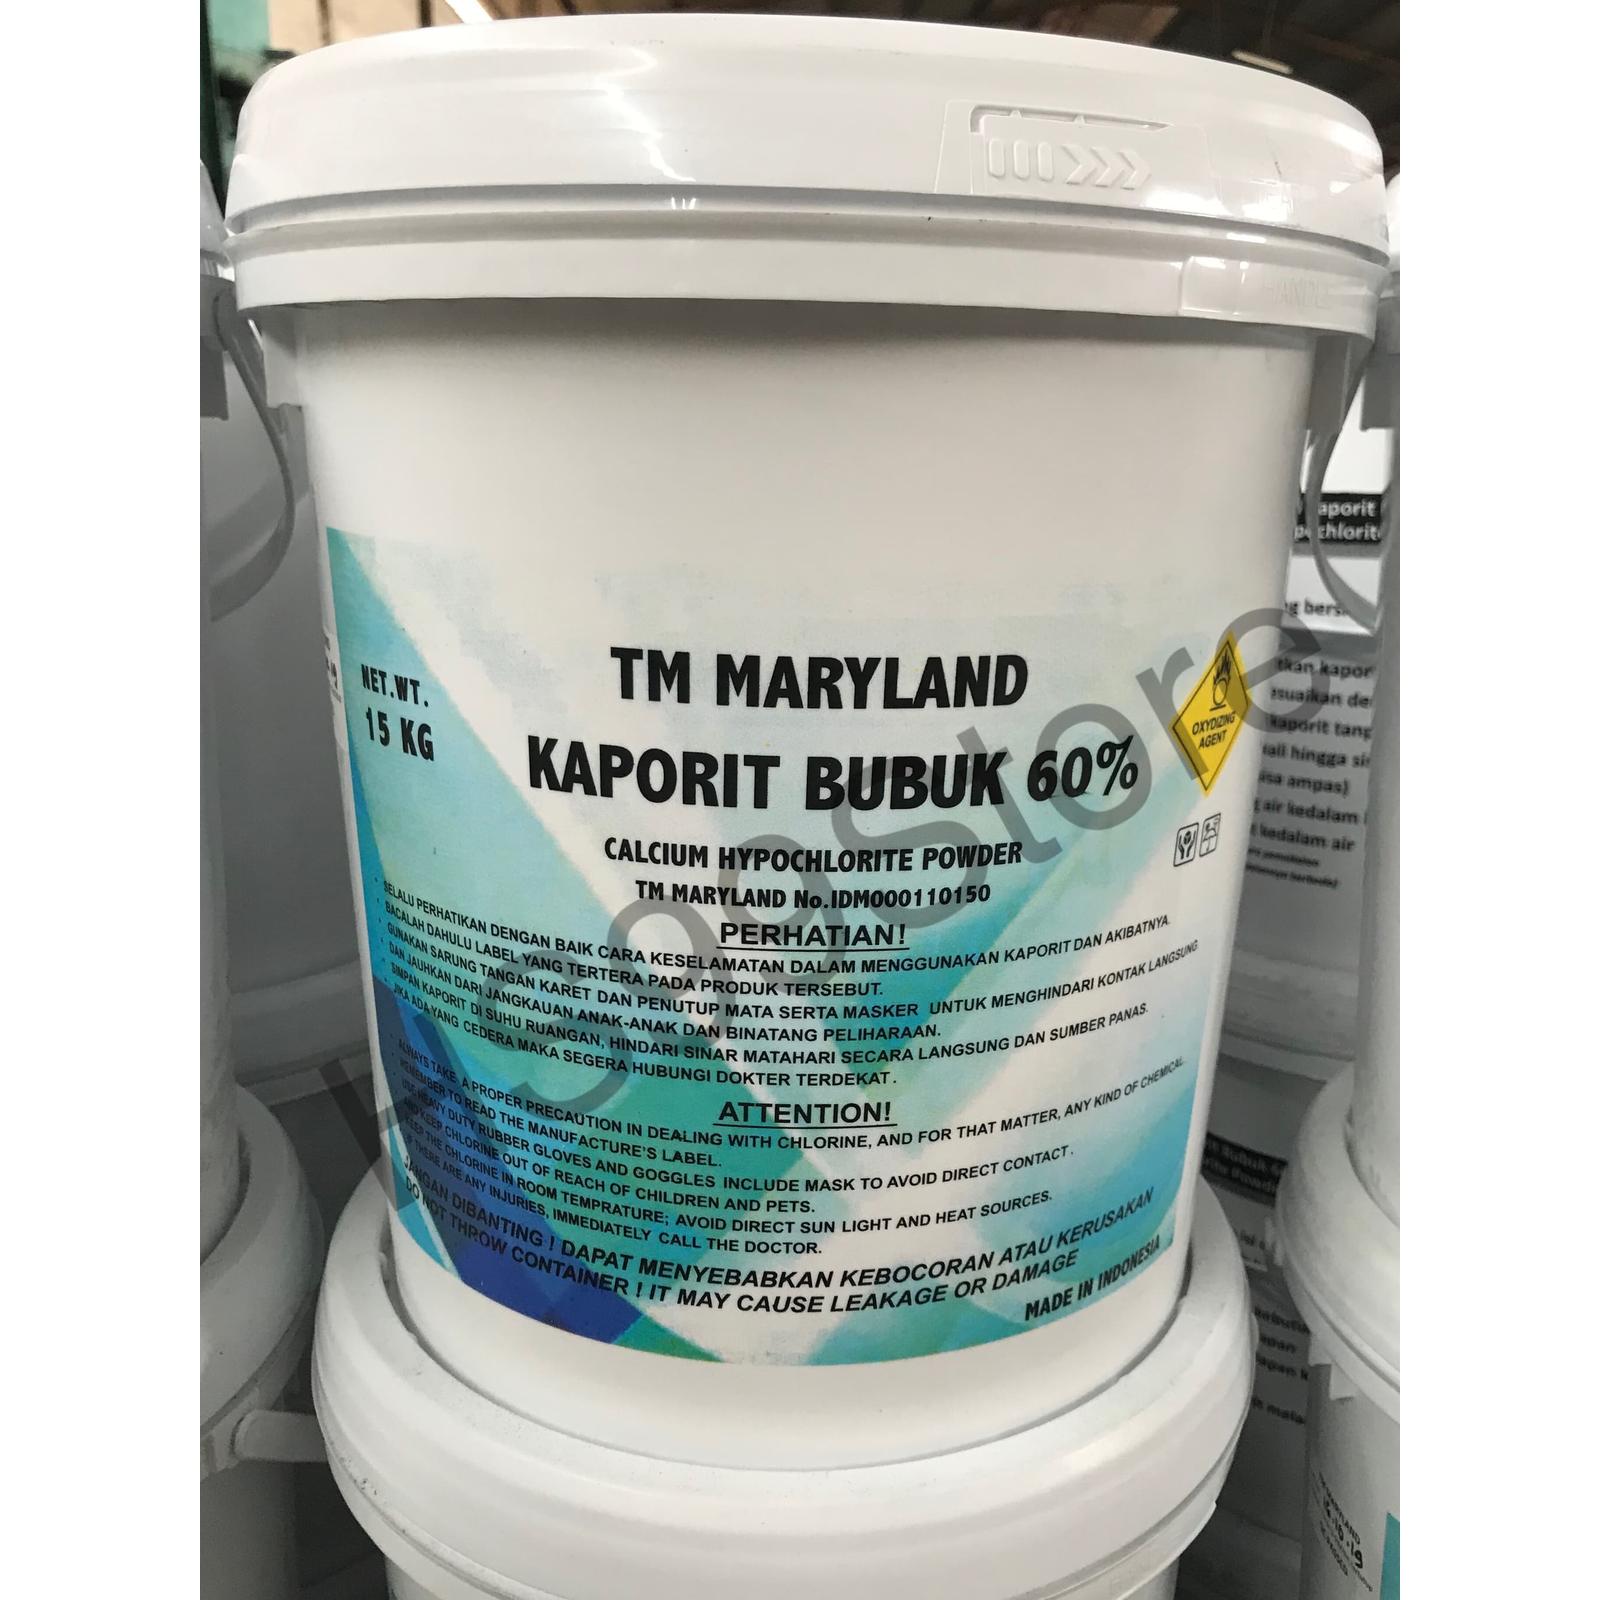 NET.WT.
15 KG
TM MARYLAND
KAPORIT BUBUK 60%
CALCIUM HYPOCHLORITE POWDER
TM MARYLAND No.IDM000110150
OXYDIZING
AGENT
PERHATIAN!
SELALU PERHATIKAN DENGAN BAIK CARA KESELAMATAN DALAM MENGGUNAKAN KAPORIT DAN AKIBATNYA.
BACALAH DAHULU LABEL YANG TERTERA PADA PRODUK TERSEBUT.
GUNAKAN SARUNG TANGAN KARET DAN PENUTUP MATA SERTA MASKER UNTUK MENGHINDARI KONTAK LANGSUNG
DAN JAUHKAN DARI JANGKAUAN ANAK-ANAK DAN BINATANG PELIHARAAN.
SIMPAN KAPORIT DI SUHU RUANGAN, HINDARI SINAR MATAHARI SECARA LANGSUNG DAN SUMBER PANAS.
JIKA ADA YANG CEDERA MAKA SEGERA HUBUNGI DOKTER TERDEKAT.
ATTENTION!
ALWAYS TAKE A PROPER PRECAUTION IN DEALING WITH CHLORINE, AND FOR THAT MATTER, ANY KIND OF CHEMICAL.
REMEMBER TO READ THE MANUFACTURE'S LABEL.
USE HEAVY DUTY RUBBER GLOVES AND GOGGLES INCLUDE MASK TO AVOID DIRECT CONTACT.
AND KEEP CHLORINE OUT OF REACH OF CHILDREN AND PETS.
KEEP THE CHLORINE IN ROOM TEMPRATURE; AVOID DIRECT SUN LIGHT AND HEAT SOURCES.
IF THERE ARE ANY INJURIES, IMMEDIATELY CALL THE DOCTOR.
JANGAN DIBANTING ! DAPAT MENYEBABKAN KEBOCORAN ATAU KERUSAKAN
DO NOT THROW CONTAINER ! IT MAY CAUSE LEAKAGE OR DAMAGE
MADE IN INDONESIA